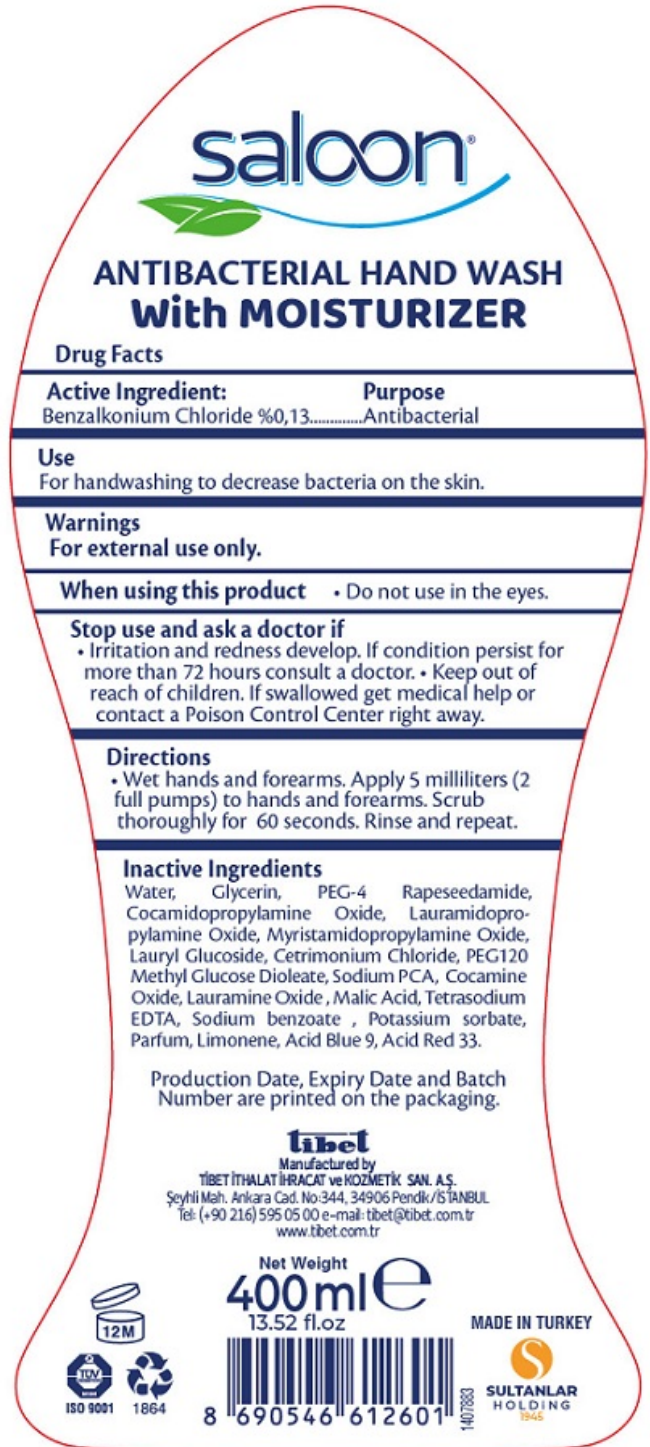 saloon®
ANTIBACTERIAL HAND WASH
With MOISTURIZER
Drug Facts
Active Ingredient: Purpose
Benzalkonium Chloride %0,13.............Antibacterial
Use
For handwashing to decrease bacteria on the skin.
Warnings
For external use only.
When using this product • Do not use in the eyes.
Stop use and ask a doctor if
• Irritation and redness develop. If condition persist for
more than 72 hours consult a doctor. • Keep out of
reach of children. If swallowed get medical help or
contact a Poison Control Center right away.
Directions
• Wet hands and forearms. Apply 5 milliliters (2
full pumps) to hands and forearms. Scrub
thoroughly for 60 seconds. Rinse and repeat.
Inactive Ingredients
Water, Glycerin, PEG-4 Rapeseedamide,
Cocamidopropylamine Oxide, Lauramidopro-
pylamine Oxide, Myristamidopropylamine Oxide,
Lauryl Glucoside, Cetrimonium Chloride, PEG120
Methyl Glucose Dioleate, Sodium PCA, Cocamine
Oxide, Lauramine Oxide , Malic Acid, Tetrasodium
EDTA, Sodium benzoate , Potassium sorbate,
Parfum, Limonene, Acid Blue 9, Acid Red 33.
Production Date, Expiry Date and Batch
Number are printed on the packaging.
tibet
Manufactured by
TİBET İTHALAT İHRACAT ve KOZMETİK SAN. A.Ş.
Şeyhli Mah. Ankara Cad. No:344, 34906 Pendik/İSTANBUL
Tel: (+90 216) 595 05 00 e-mail: tibet@tibet.com.tr
www.tibet.com.tr
Net Weight
400 ml e
13.52 fl.oz
12M
TÜV
ISO 9001
1864
8 690546 612601
1407883
MADE IN TURKEY
S
SULTANLAR
HOLDING
1945